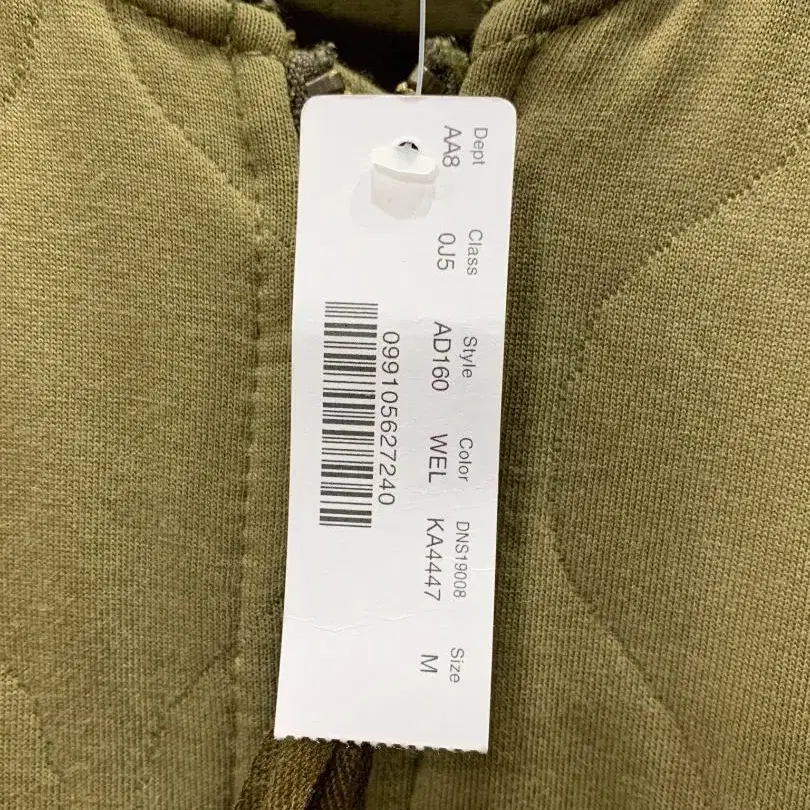 Dept Class Style Color DNS19008 Size
AA8 0J5 AD160 WEL KA4447 M
099105627240